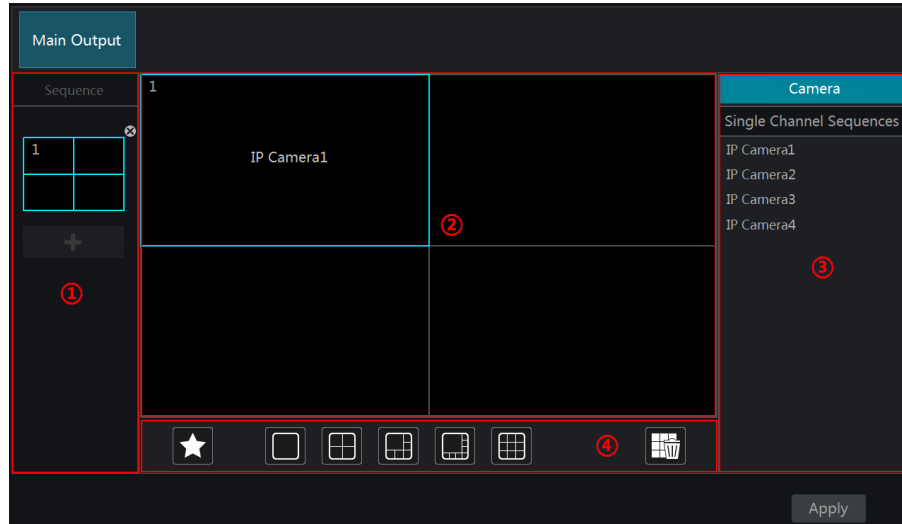 Main Output
Sequence
1
①
1
IP Camera1
②
Camera
Single Channel Sequences
IP Camera1
IP Camera2
IP Camera3
IP Camera4
③
④
Apply